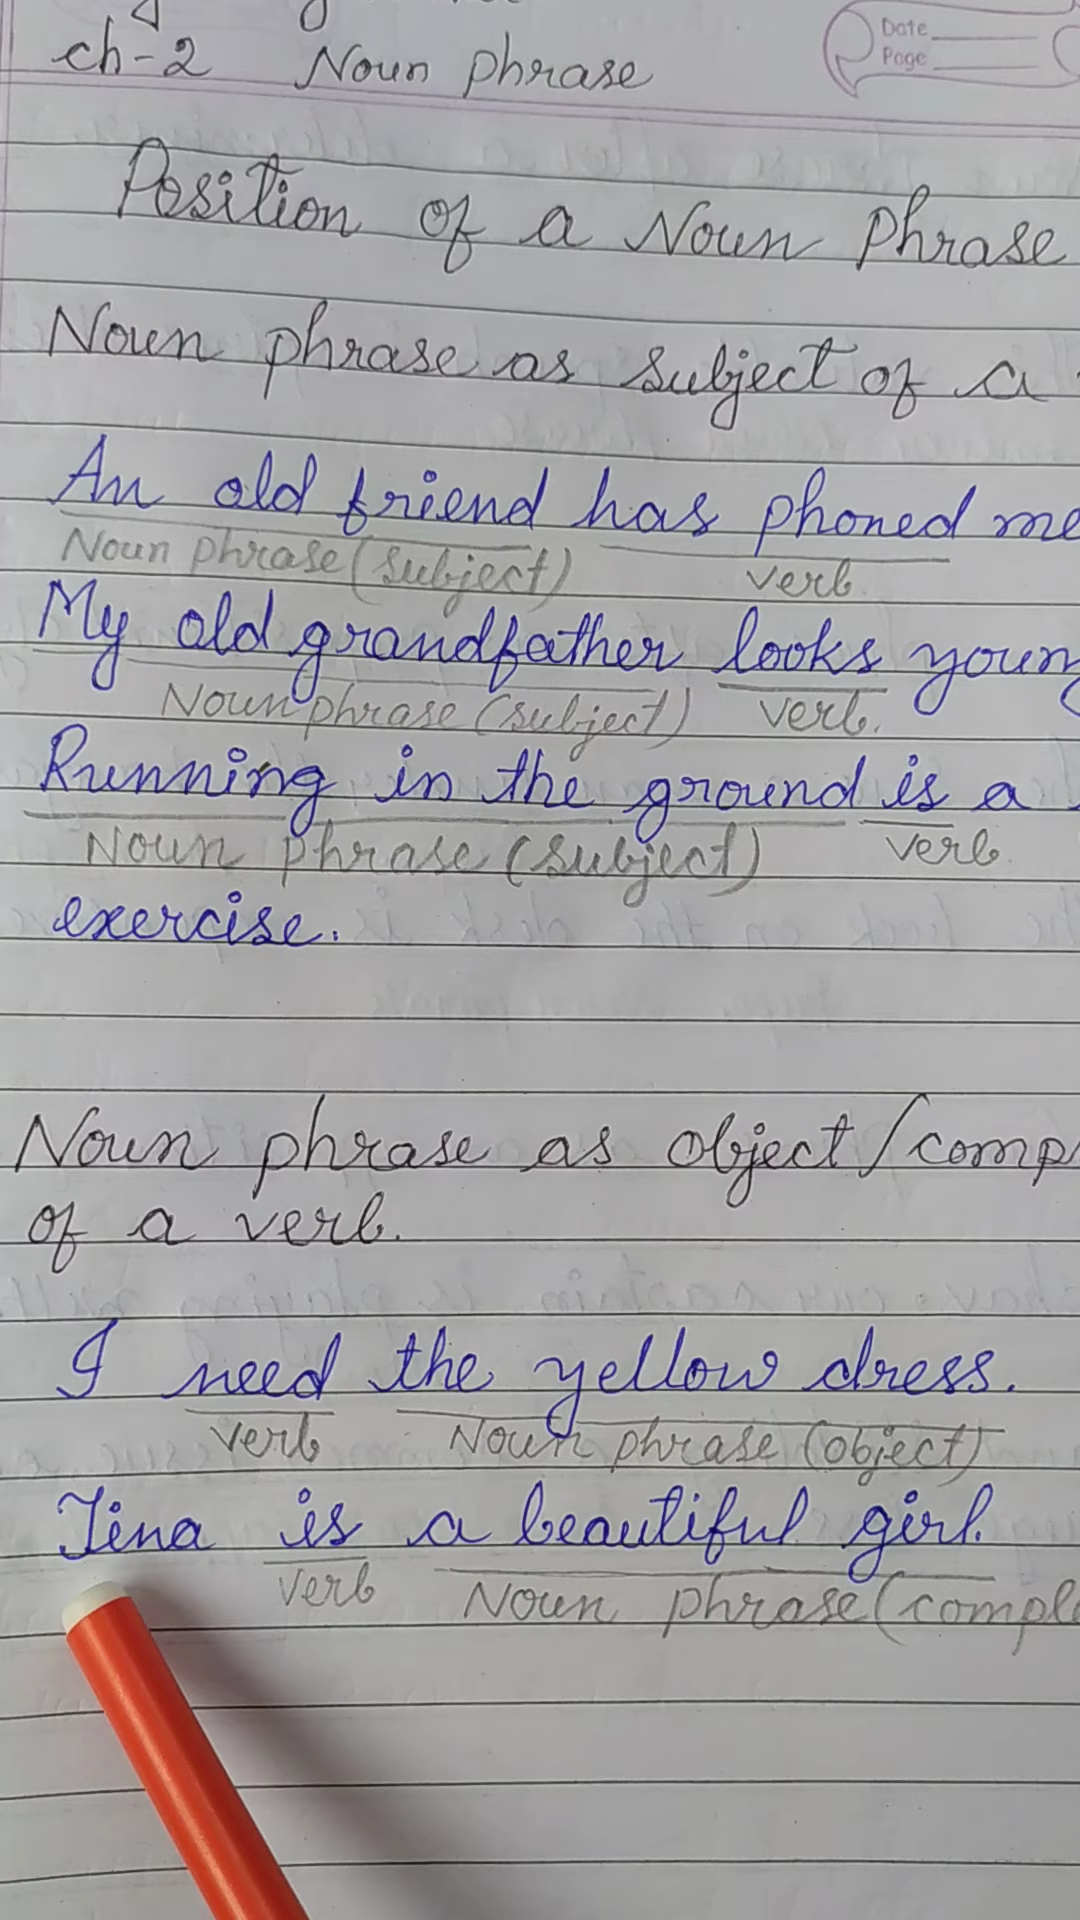 Date
Page
ch-2 Noun phrase
Position of a Noun Phrase
Noun phrase as subject of a
An old friend has phoned me
Noun phrase (subject) verb
My old grandfather looks young
Noun phrase (subject) verb.
Running in the ground is a
Noun phrase (subject) verb.
exercise.
Noun phrase as object/comp
of a verb.
I need the yellow dress.
verb Noun phrase (object)
Tina is a beautiful girl.
verb Noun phrase (compl